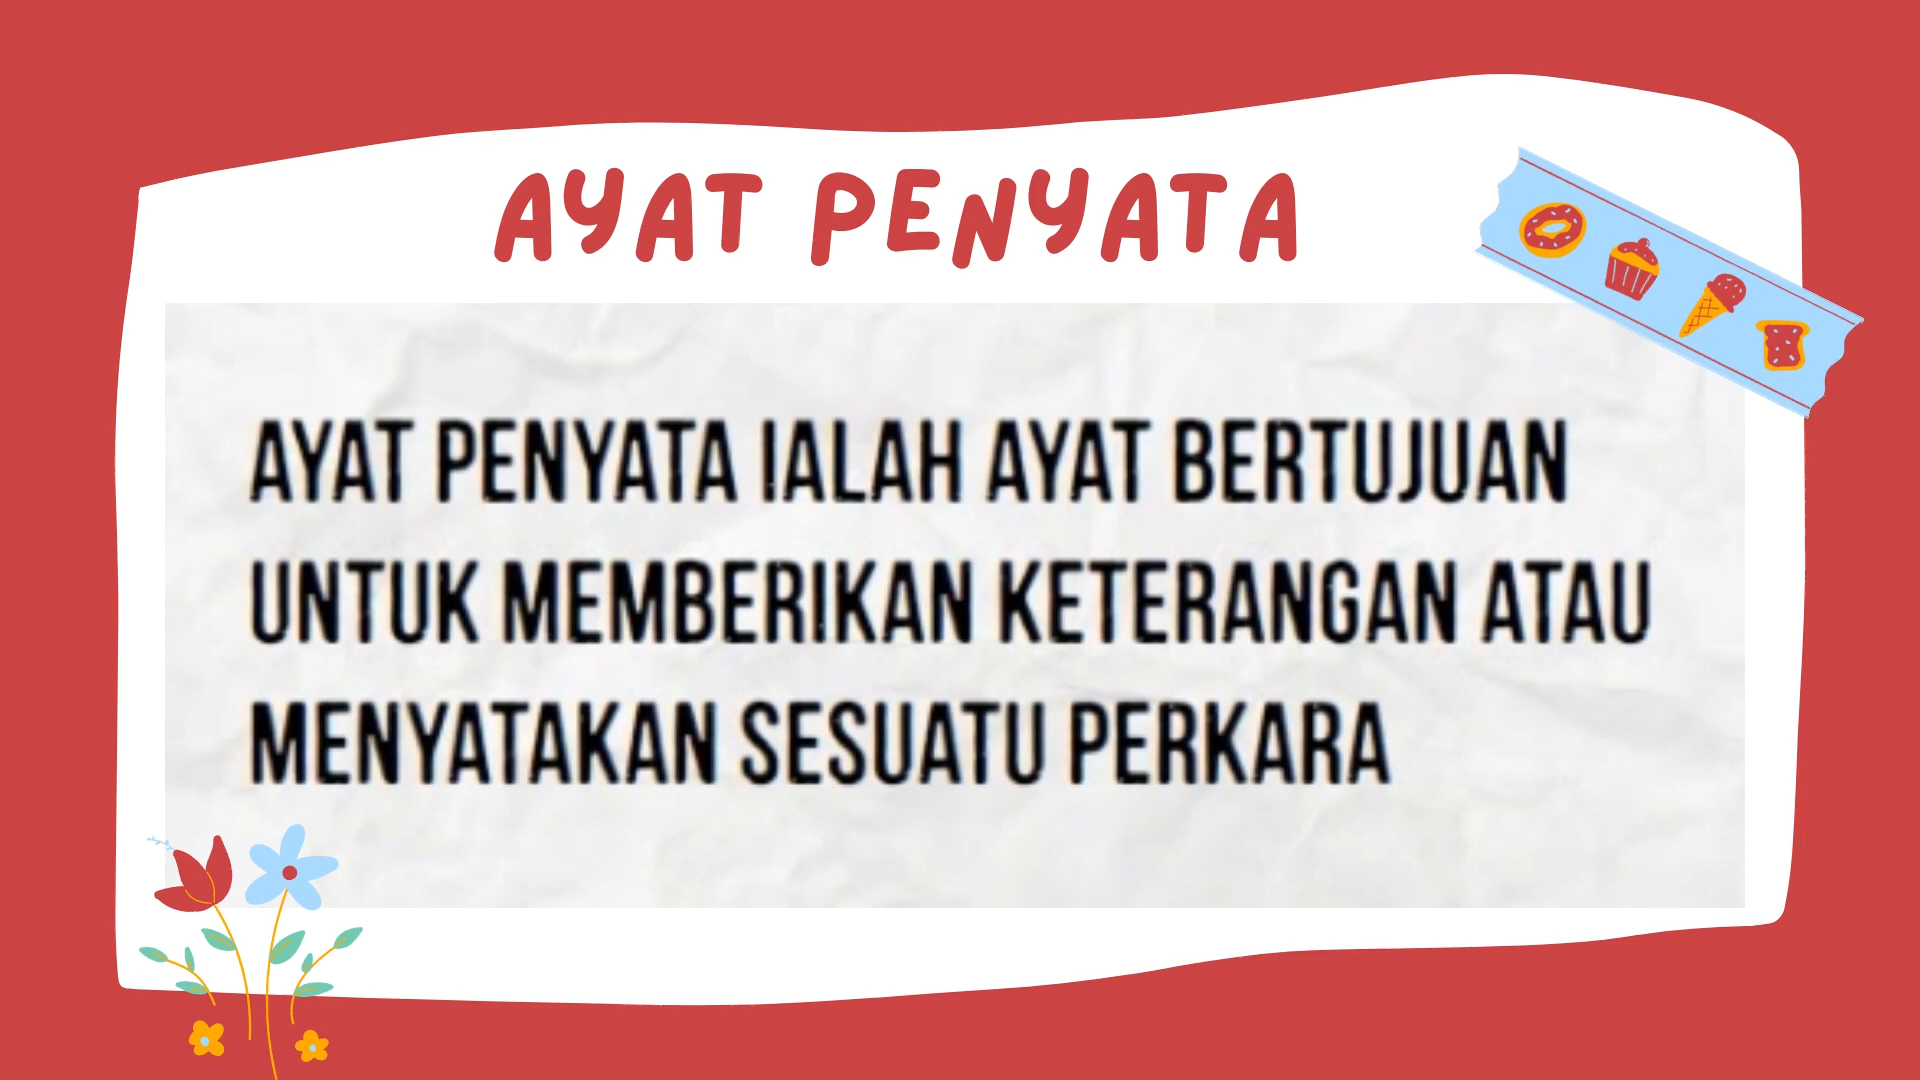 AYAT PENYATA
AYAT PENYATA IALAH AYAT BERTUJUAN
UNTUK MEMBERIKAN KETERANGAN ATAU
MENYATAKAN SESUATU PERKARA